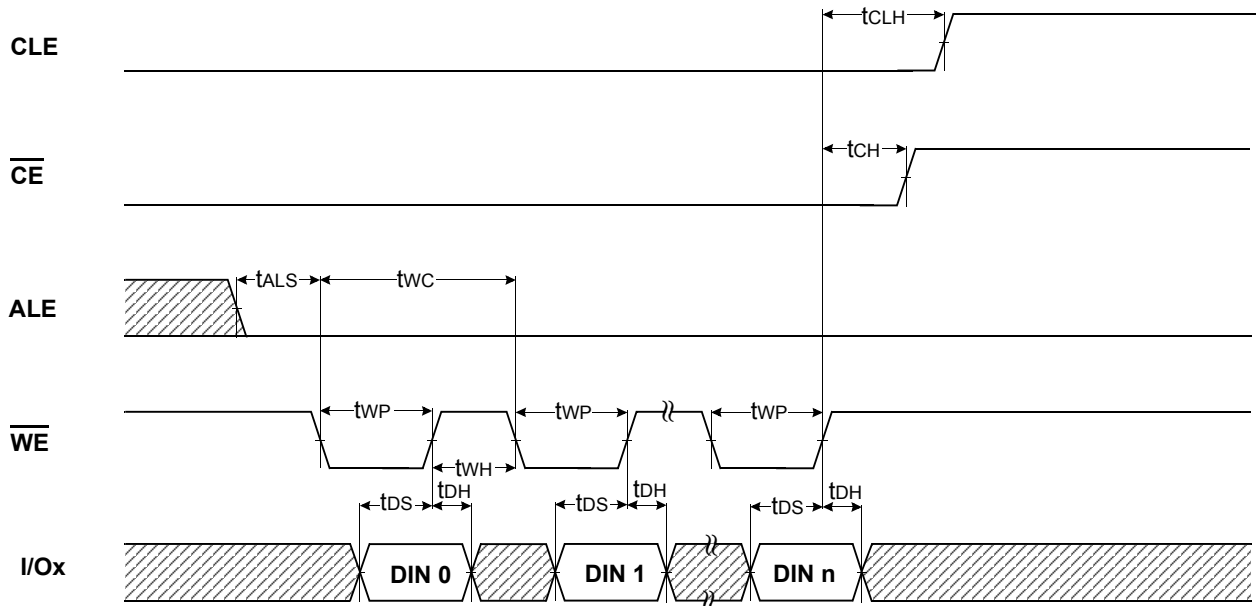 CLE
tCLH
CE
tCH
ALE
tALS
tWC
WE
tWP
tWP
tWP
tWH
tDS
tDH
tDS
tDH
tDS
tDH
I/Ox
DIN 0
DIN 1
DIN n